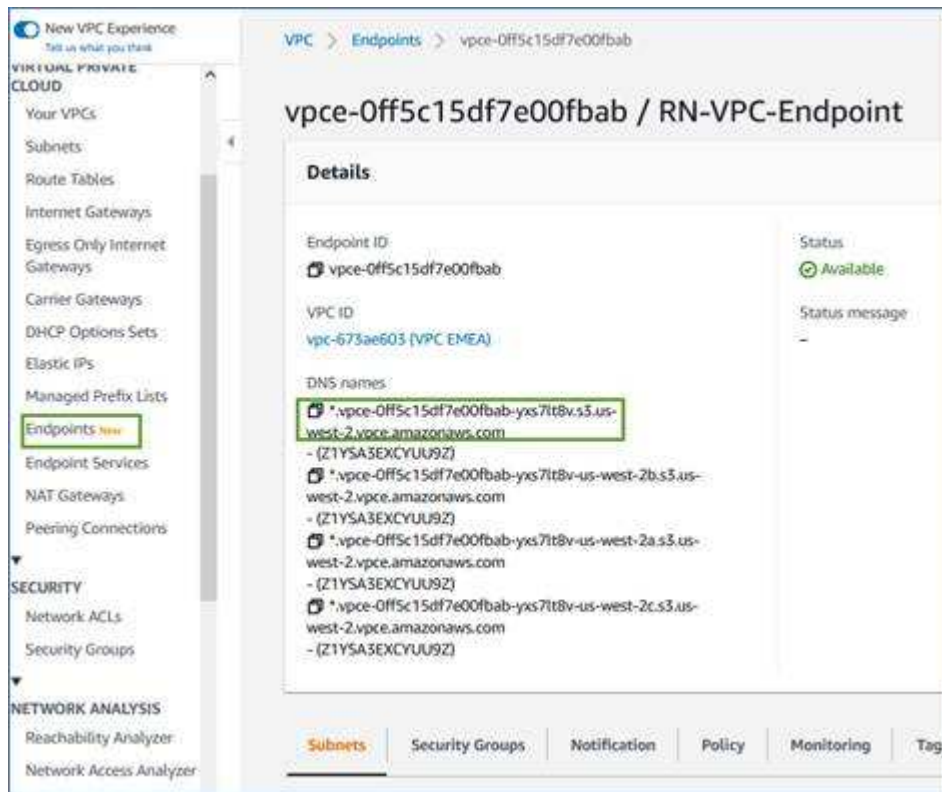 New VPC Experience
Tell us what you think
VIRTUAL PRIVATE
CLOUD
Your VPCs
Subnets
Route Tables
Internet Gateways
Egress Only Internet
Gateways
Carrier Gateways
DHCP Options Sets
Elastic IPs
Managed Prefix Lists
Endpoints New
Endpoint Services
NAT Gateways
Peering Connections
SECURITY
Network ACLs
Security Groups
NETWORK ANALYSIS
Reachability Analyzer
Network Access Analyzer
VPC > Endpoints > vpce-0ff5c15df7e00fbab
vpce-0ff5c15df7e00fbab / RN-VPC-Endpoint
Details
Endpoint ID
vpce-0ff5c15df7e00fbab
VPC ID
vpc-673ae603 (VPC EMEA)
DNS names
*.vpce-0ff5c15df7e00fbab-yxs7lt8v.s3.us-
west-2.vpce.amazonaws.com
- (Z1YSA3EXCYUU9Z)
*.vpce-0ff5c15df7e00fbab-yxs7lt8v-us-west-2b.s3.us-
west-2.vpce.amazonaws.com
- (Z1YSA3EXCYUU9Z)
*.vpce-0ff5c15df7e00fbab-yxs7lt8v-us-west-2a.s3.us-
west-2.vpce.amazonaws.com
- (Z1YSA3EXCYUU9Z)
*.vpce-0ff5c15df7e00fbab-yxs7lt8v-us-west-2c.s3.us-
west-2.vpce.amazonaws.com
- (Z1YSA3EXCYUU9Z)
Status
Available
Status message
-
Subnets Security Groups Notification Policy Monitoring Tag